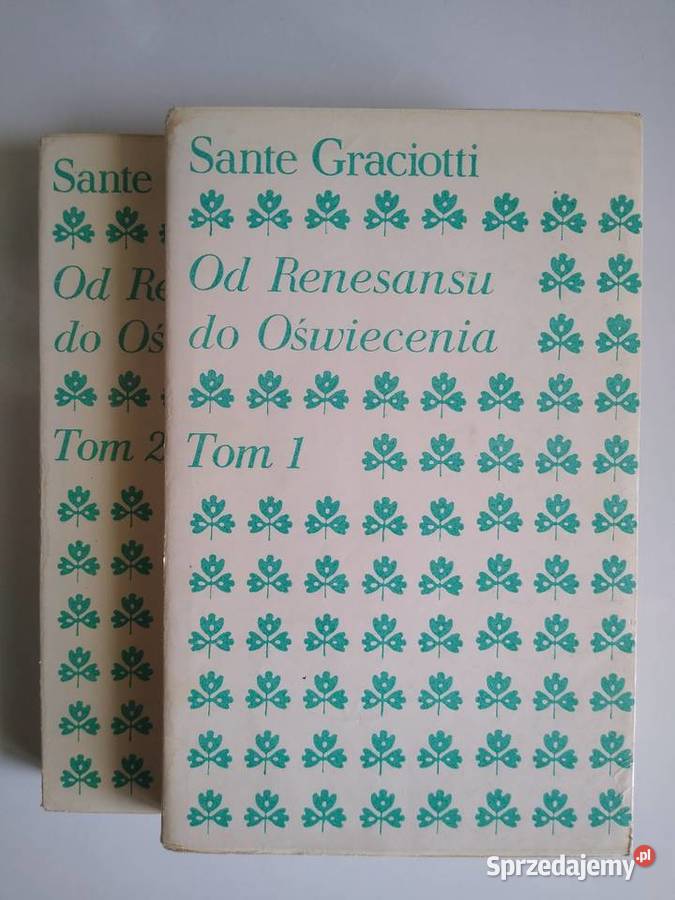 Sante Graciotti
Od Renesansu
do Oświecenia
Tom 1
Sante
Od Re
do Oś
Tom 2
Sprzedajemy.pl